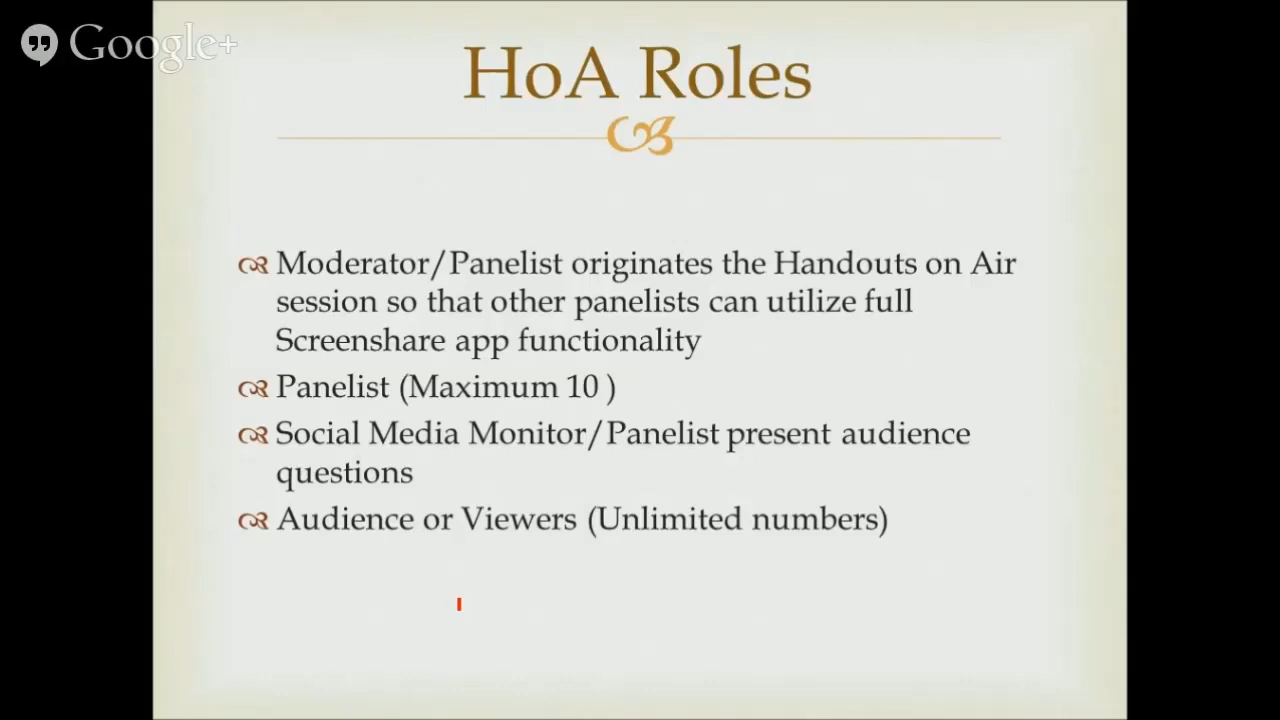 Google+
HoA Roles
Moderator/Panelist originates the Handouts on Air
session so that other panelists can utilize full
Screenshare app functionality
Panelist (Maximum 10 )
Social Media Monitor/Panelist present audience
questions
Audience or Viewers (Unlimited numbers)